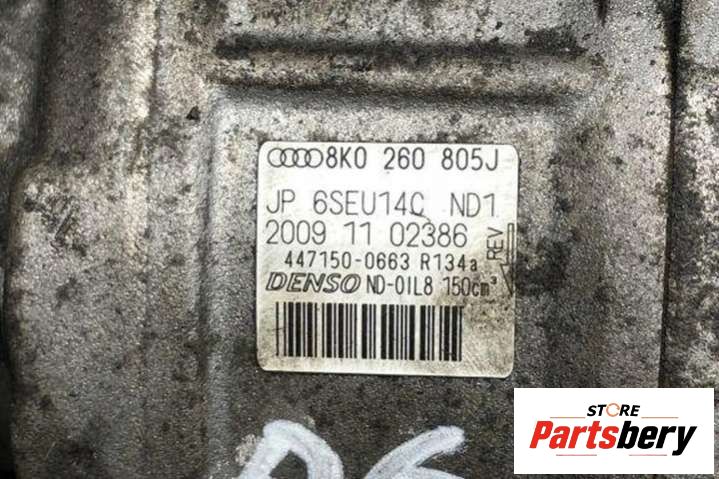 8K0 260 805J
JP 6SEU14C ND1
2009 11 02386
REV
447150-0663 R134a
DENSO ND-OIL8 150cm³
STORE
Partsbery